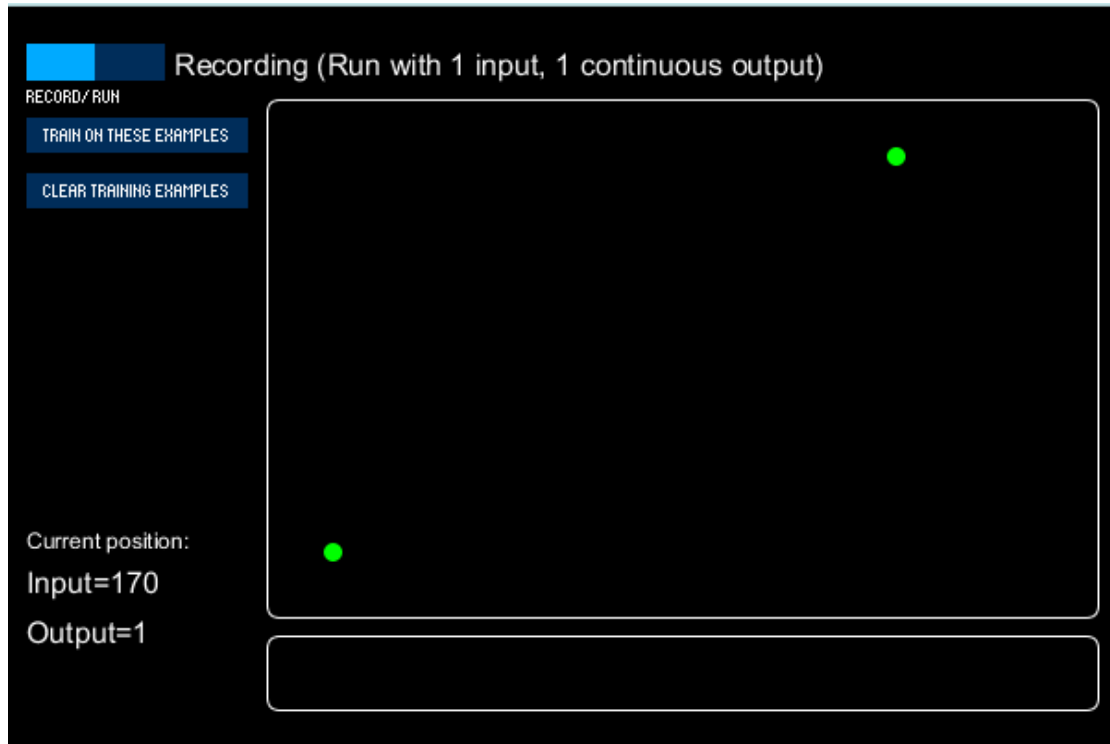 Recording (Run with 1 input, 1 continuous output)
RECORD/ RUN
TRAIN ON THESE EXAMPLES
CLEAR TRAINING EXAMPLES
Current position:
Input=170
Output=1